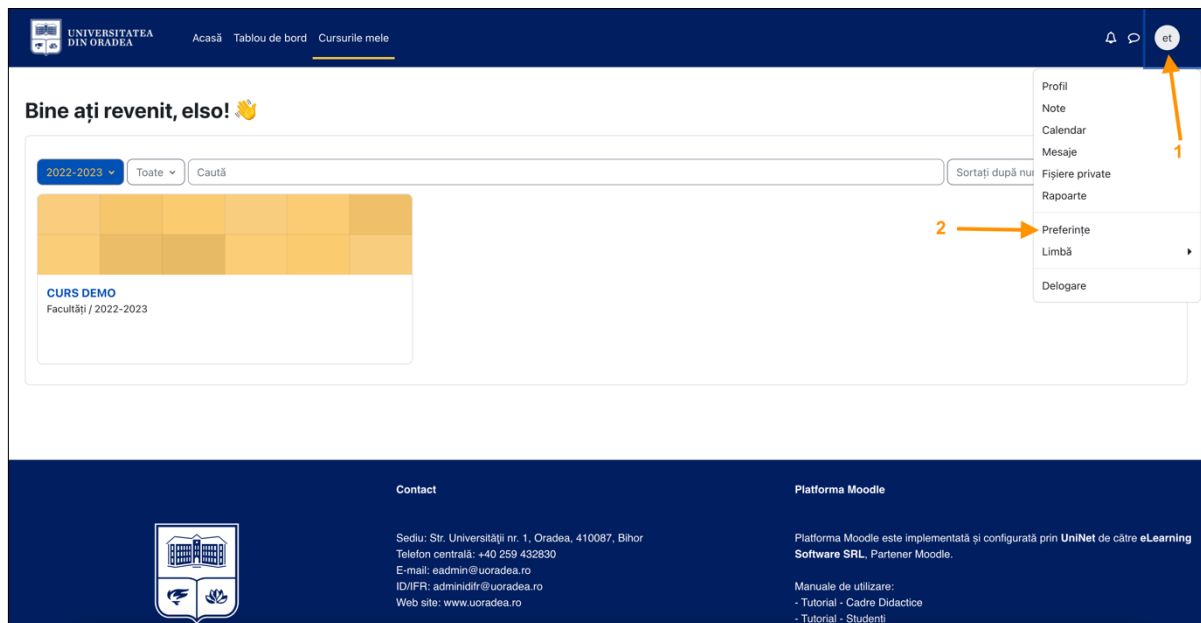 UNIVERSITATEA
DIN ORADEA
Acasă Tablou de bord Cursurile mele
et
Bine ați revenit, elso! 👋
Profil
Note
Calendar
Mesaje
Fișiere private
Rapoarte
1
2022-2023
Toate
Caută
Sortați după
2
Preferințe
Limbă
Delogare
CURS DEMO
Facultăți / 2022-2023
Contact
Sediu: Str. Universităţii nr. 1, Oradea, 410087, Bihor
Telefon centrală: +40 259 432830
E-mail: eadmin@uoradea.ro
ID/IFR: adminidifr@uoradea.ro
Web site: www.uoradea.ro
Platforma Moodle
Platforma Moodle este implementată și configurată prin UniNet de către eLearning
Software SRL, Partener Moodle.
Manuale de utilizare:
- Tutorial - Cadre Didactice
- Tutorial - Studenti